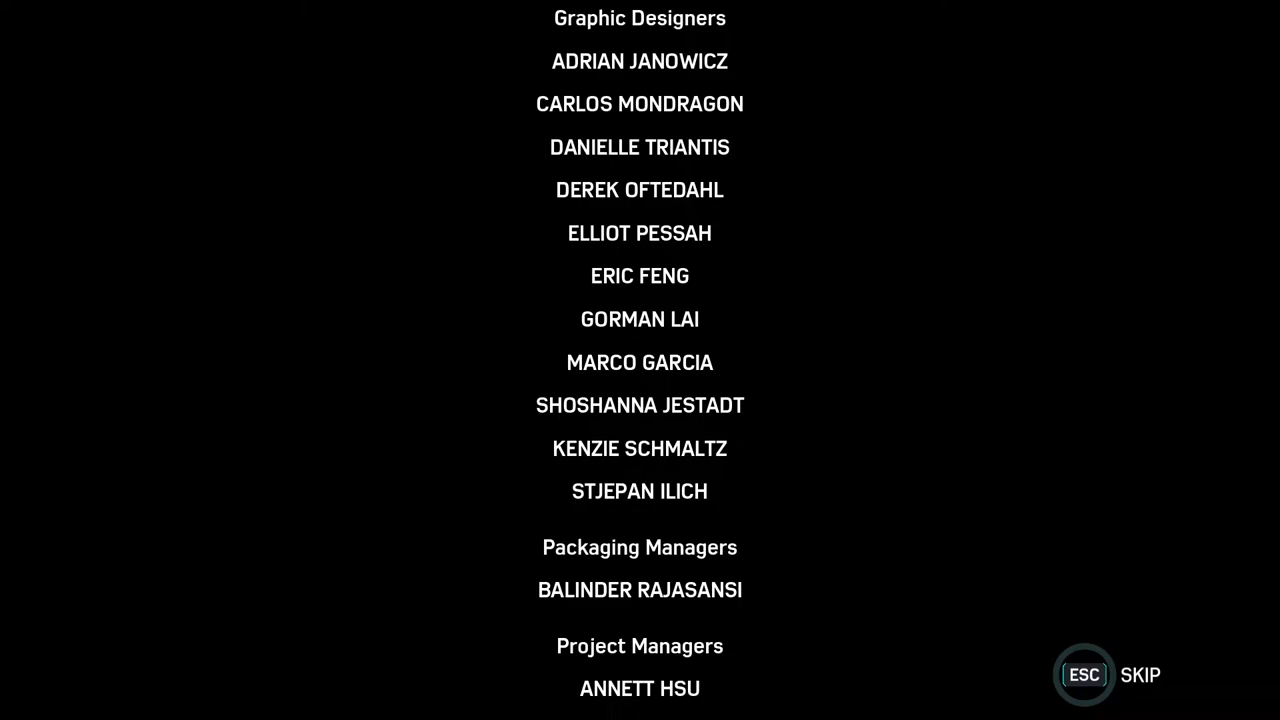 Graphic Designers
ADRIAN JANOWICZ
CARLOS MONDRAGON
DANIELLE TRIANTIS
DEREK OFTEDAHL
ELLIOT PESSAH
ERIC FENG
GORMAN LAI
MARCO GARCIA
SHOSHANNA JESTADT
KENZIE SCHMALTZ
STJEPAN ILICH
Packaging Managers
BALINDER RAJASANSI
Project Managers
ANNETT HSU
ESC SKIP